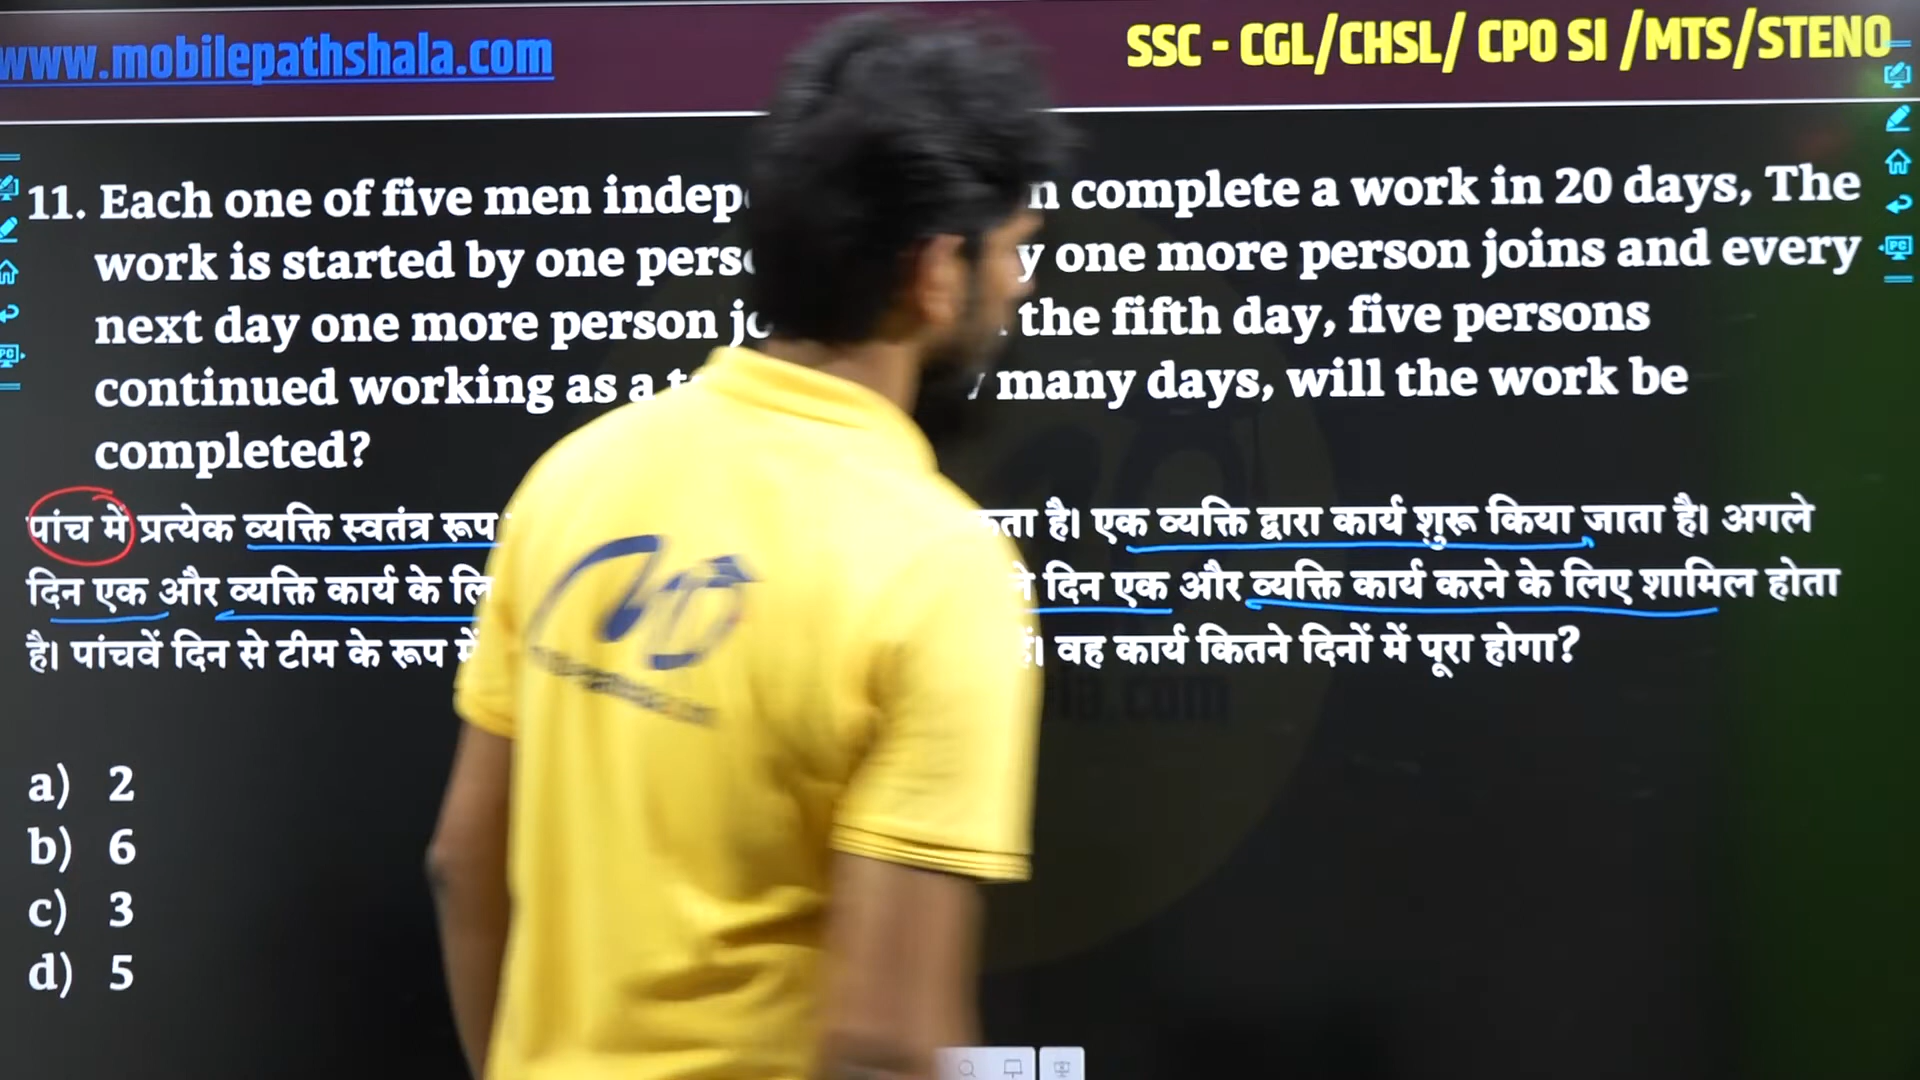 www.mobilepathshala.com
SSC - CGL/CHSL/ CPO SI /MTS/STENO
11. Each one of five men complete a work in 20 days, The
work is started by one one more person joins and every
next day one more person the fifth day, five persons
continued working as a many days, will the work be
completed?
पांच में प्रत्येक व्यक्ति स्वतंत्र रूप है। एक व्यक्ति द्वारा कार्य शुरू किया जाता है। अगले
दिन एक और व्यक्ति कार्य के दिन एक और व्यक्ति कार्य करने के लिए शामिल होता
है। पांचवें दिन से टीम के रूप में वह कार्य कितने दिनों में पूरा होगा?
a) 2
b) 6
c) 3
d) 5